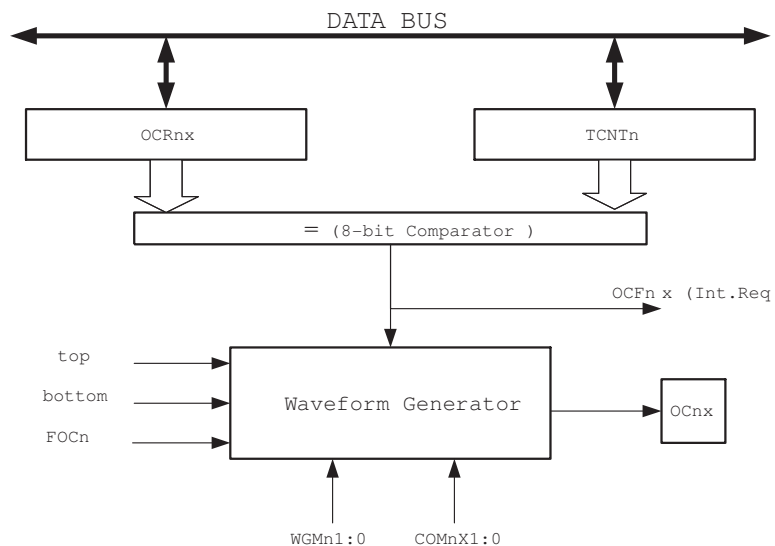 DATA BUS
OCRnx
TCNTn
= (8-bit Comparator )
OCFn x (Int.Req
top
bottom
FOCn
Waveform Generator
OCnx
WGMn1:0
COMnX1:0